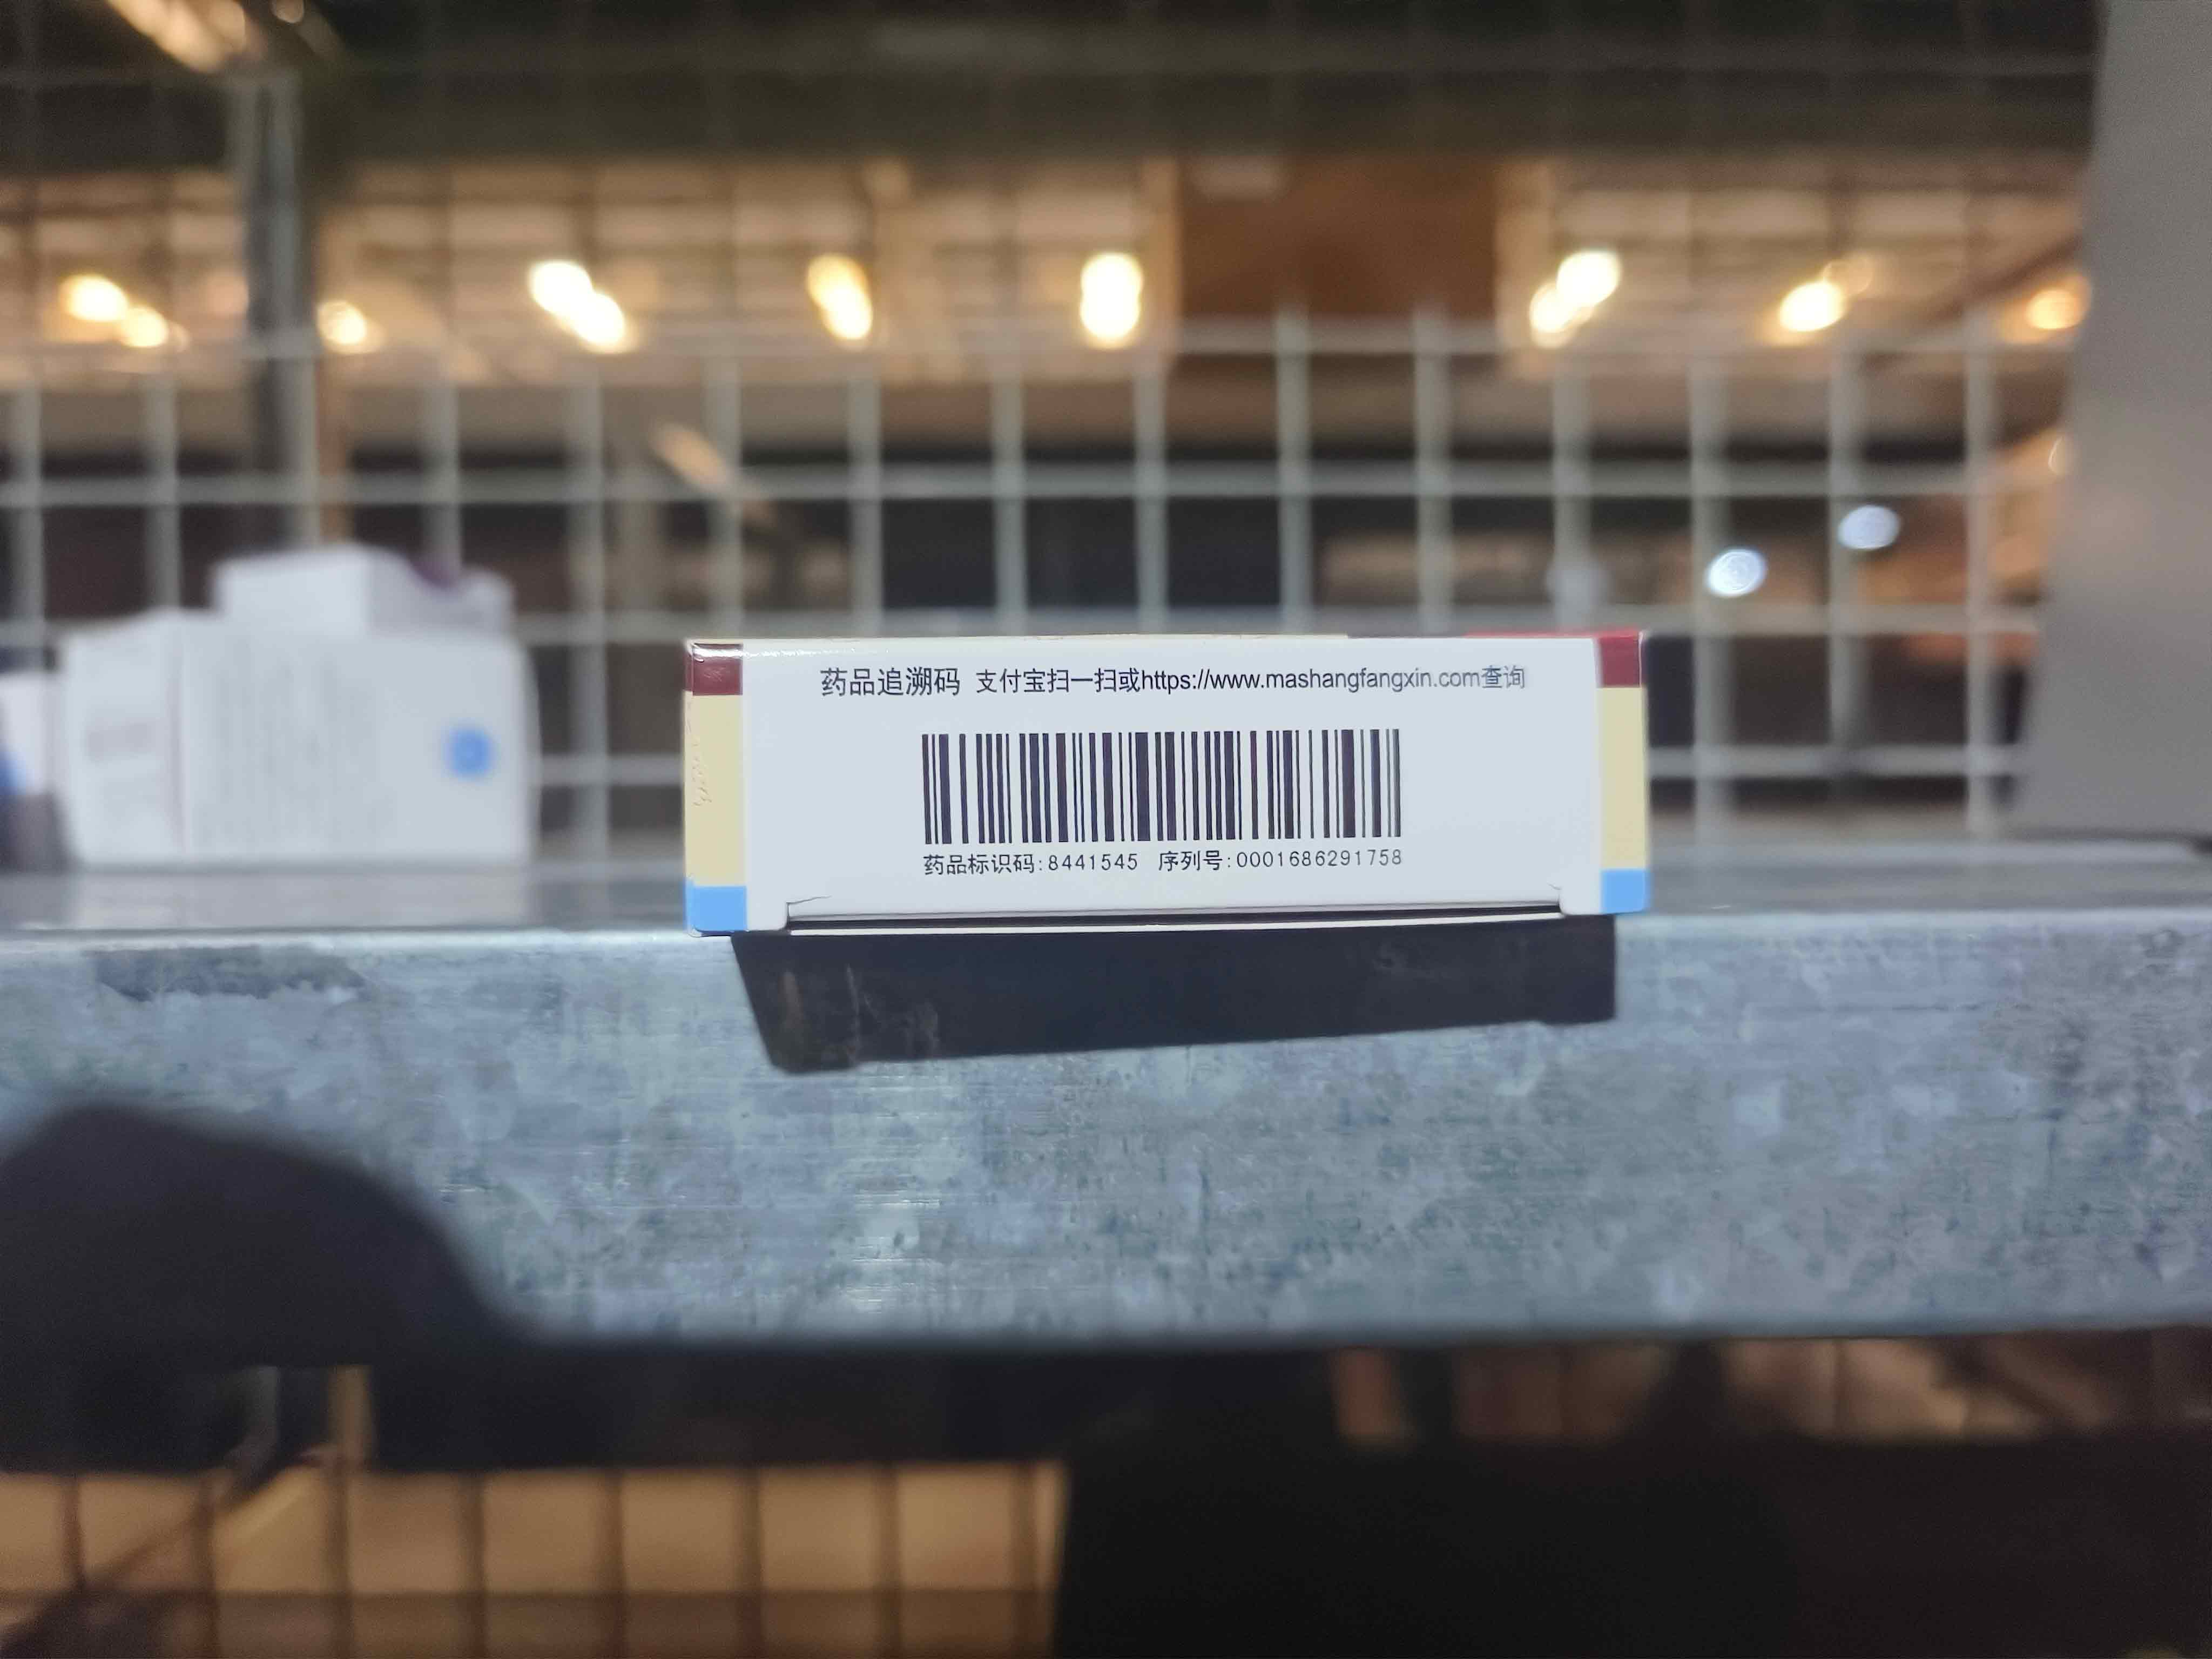 药品追溯码 支付宝扫一扫或https://www.mashangfangxin.com查询
药品标识码:8441545 序列号:0001686291758